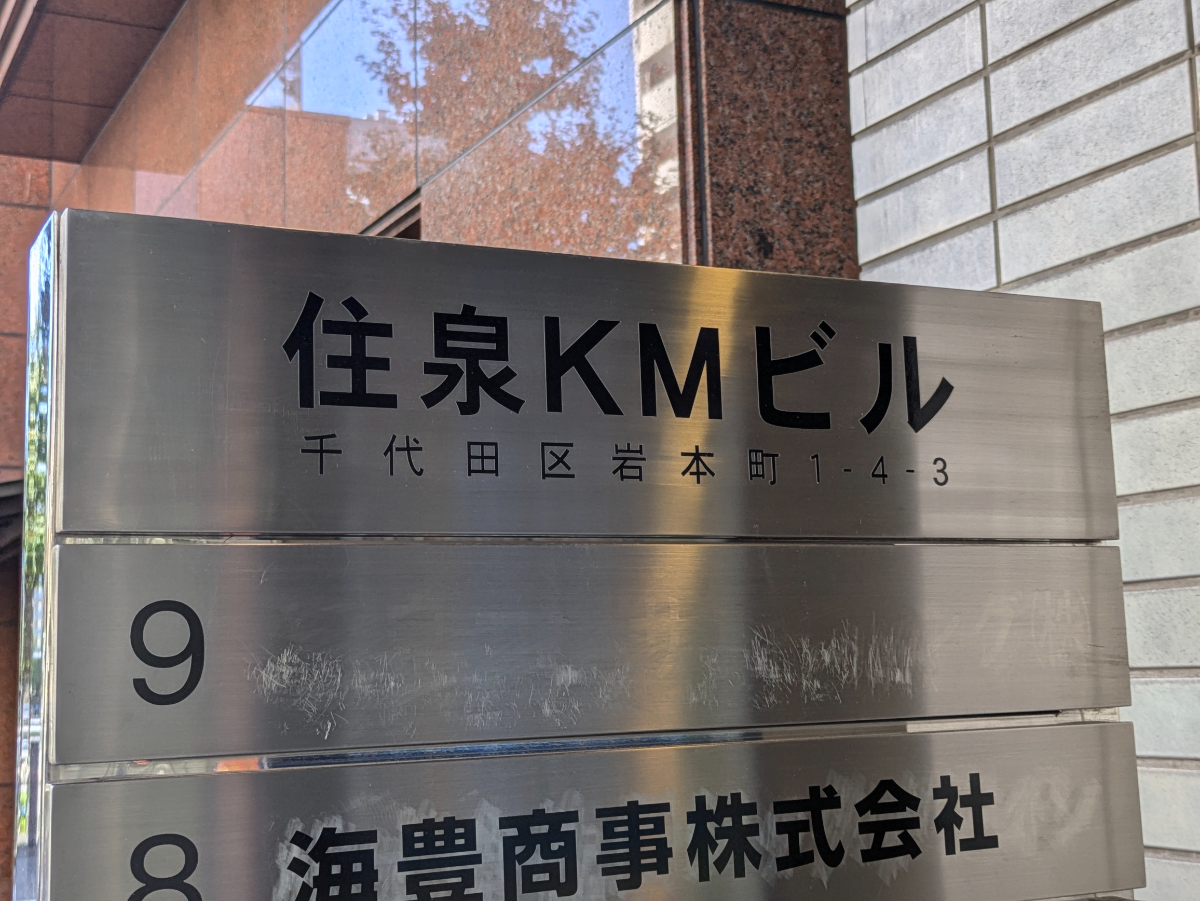 住泉KMビル
千代田区岩本町1-4-3
9
8 海豊商事株式会社